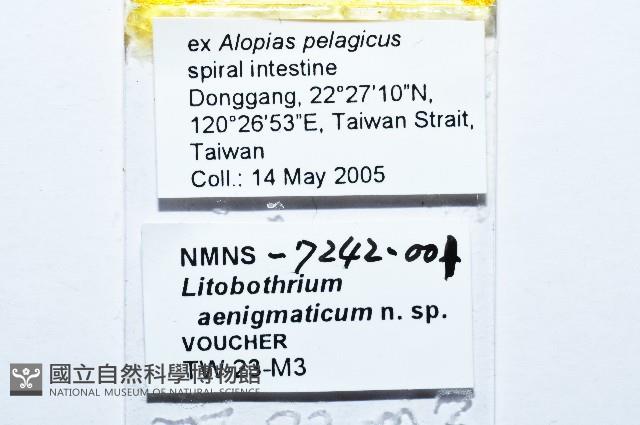 ex Alopias pelagicus
spiral intestine
Donggang, 22°27'10"N,
120°26'53"E, Taiwan Strait,
Taiwan
Coll.: 14 May 2005
NMNS -7242-001
Litobothrium
aenigmaticum n. sp.
VOUCHER
TW-23-M3
國立自然科學博物館
NATIONAL MUSEUM OF NATURAL SCIENCE